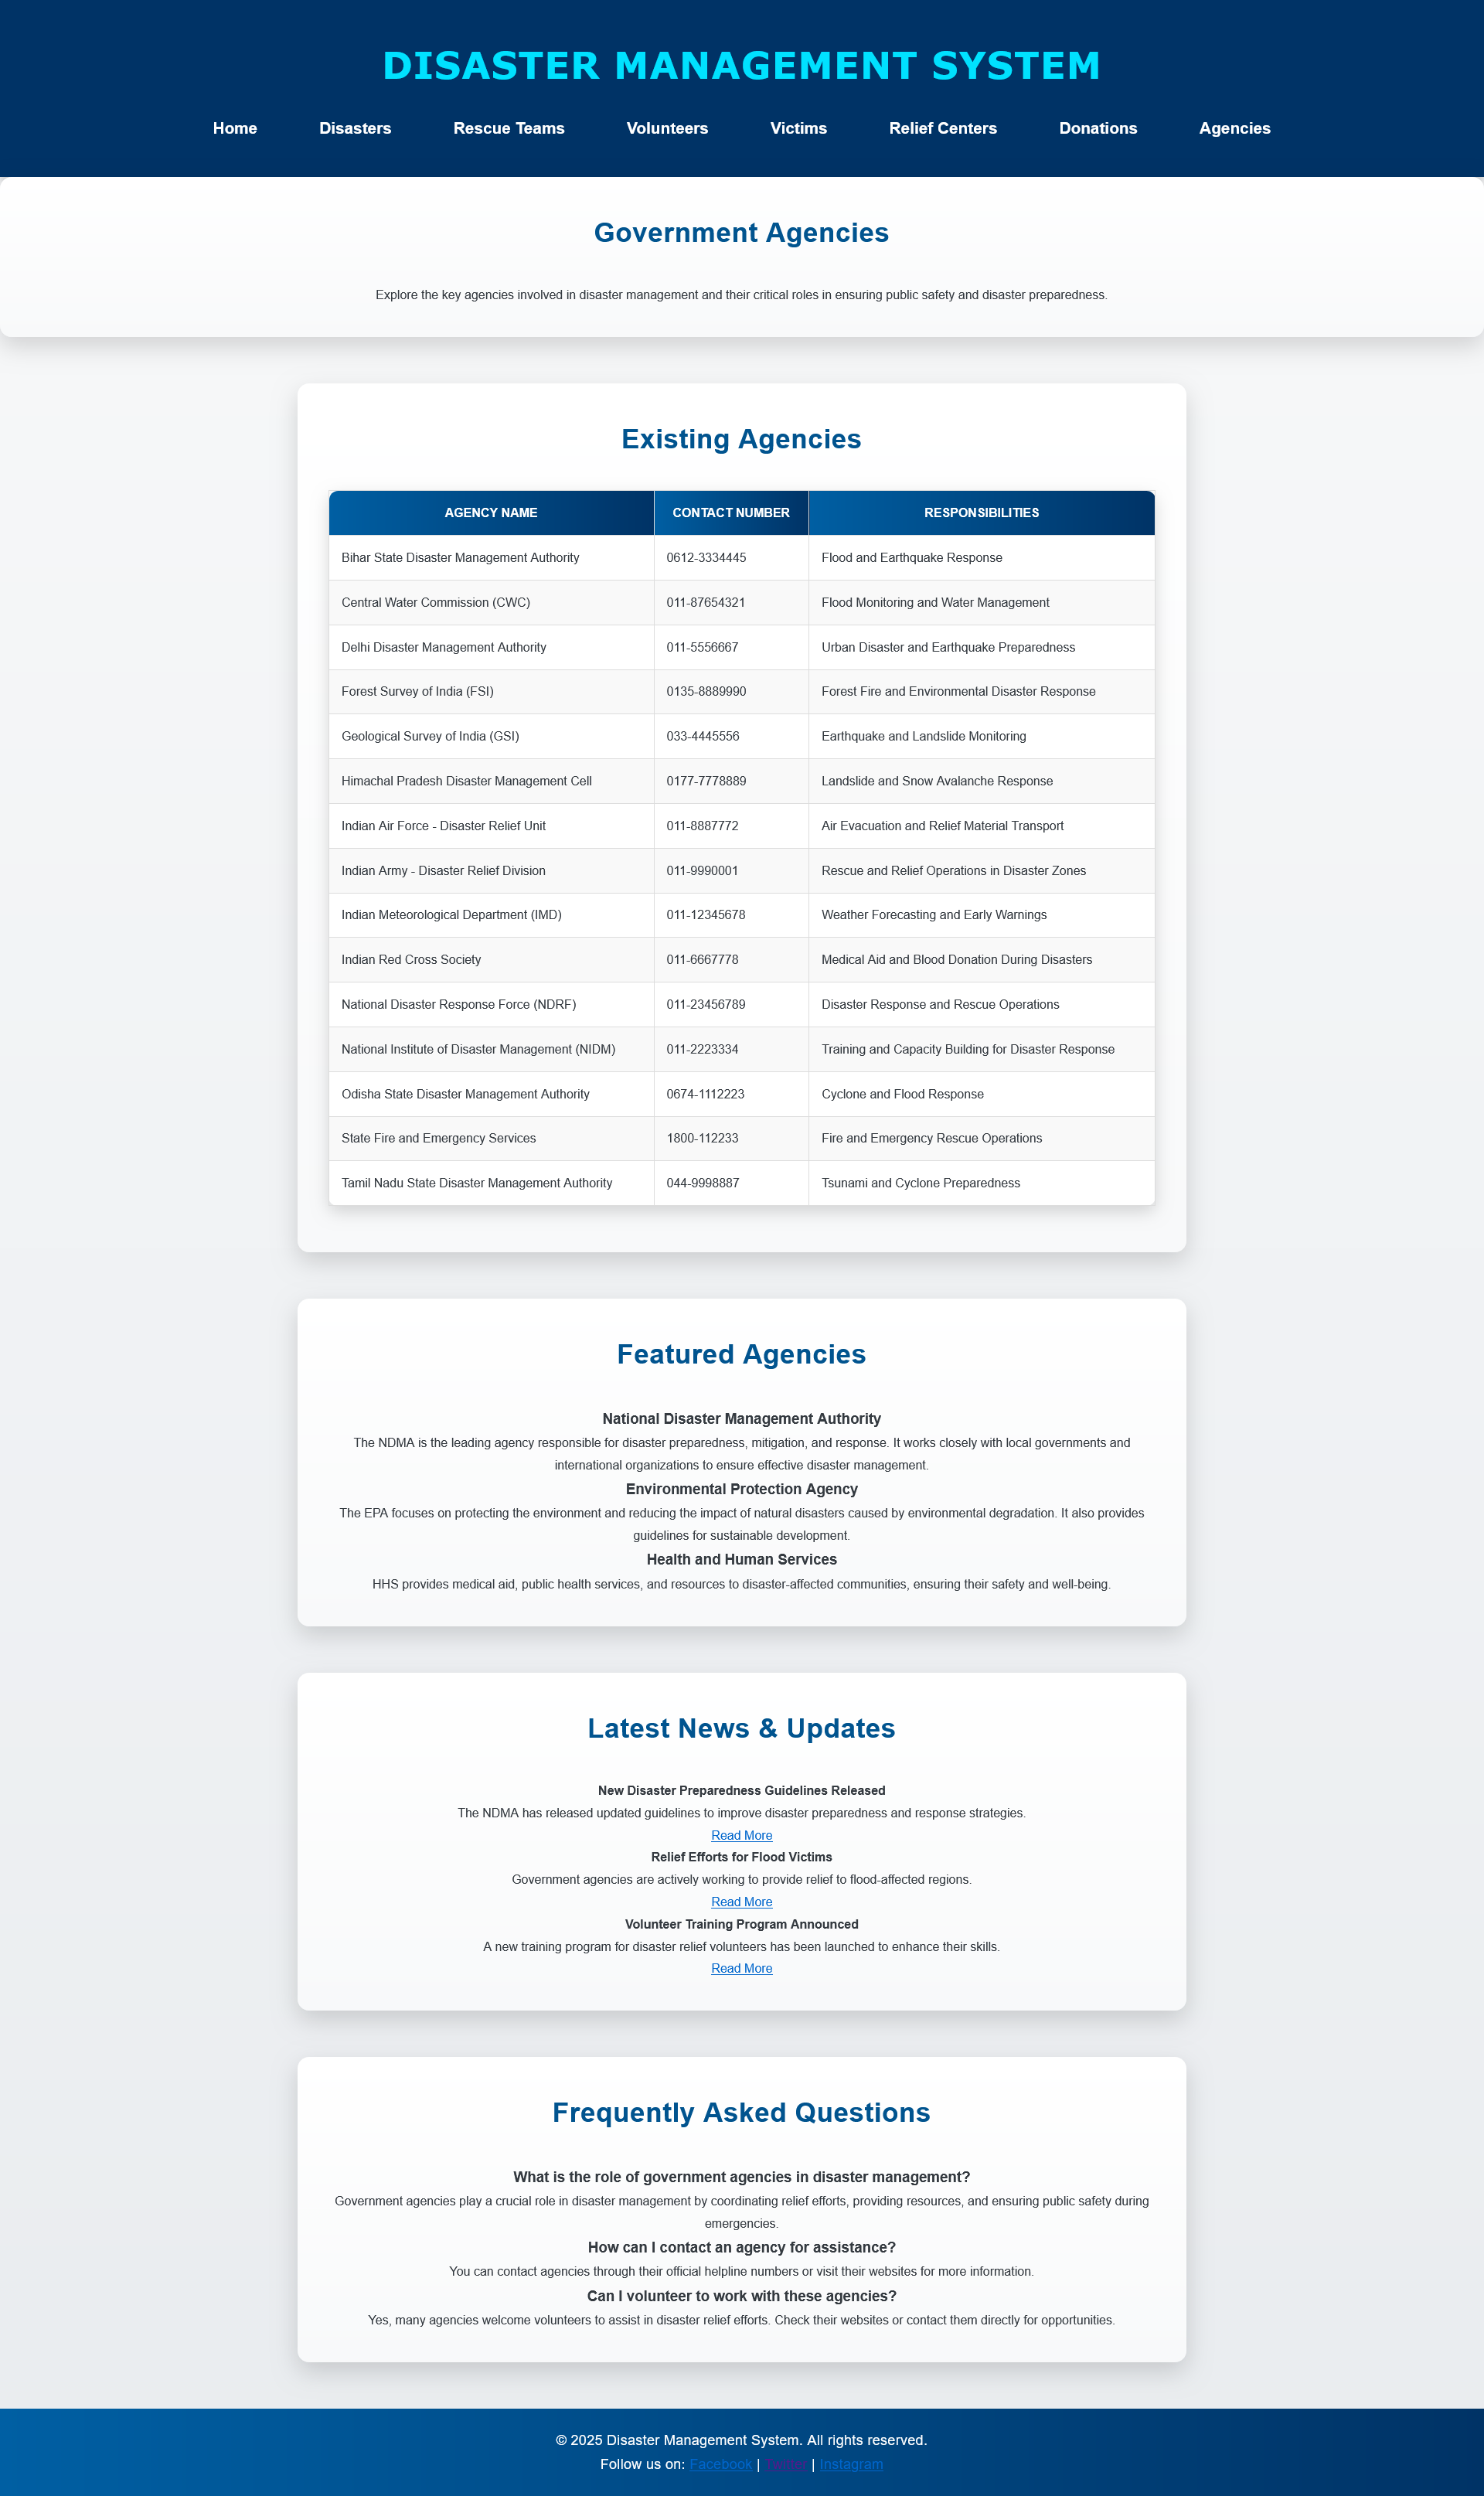 DISASTER MANAGEMENT SYSTEM
Home Disasters Rescue Teams Volunteers Victims Relief Centers Donations Agencies
Government Agencies
Explore the key agencies involved in disaster management and their critical roles in ensuring public safety and disaster preparedness.
Existing Agencies
AGENCY NAME CONTACT NUMBER RESPONSIBILITIES
Bihar State Disaster Management Authority 0612-3334445 Flood and Earthquake Response
Central Water Commission (CWC) 011-87654321 Flood Monitoring and Water Management
Delhi Disaster Management Authority 011-5556667 Urban Disaster and Earthquake Preparedness
Forest Survey of India (FSI) 0135-8889990 Forest Fire and Environmental Disaster Response
Geological Survey of India (GSI) 033-4445556 Earthquake and Landslide Monitoring
Himachal Pradesh Disaster Management Cell 0177-7778889 Landslide and Snow Avalanche Response
Indian Air Force - Disaster Relief Unit 011-8887772 Air Evacuation and Relief Material Transport
Indian Army - Disaster Relief Division 011-9990001 Rescue and Relief Operations in Disaster Zones
Indian Meteorological Department (IMD) 011-12345678 Weather Forecasting and Early Warnings
Indian Red Cross Society 011-6667778 Medical Aid and Blood Donation During Disasters
National Disaster Response Force (NDRF) 011-23456789 Disaster Response and Rescue Operations
National Institute of Disaster Management (NIDM) 011-2223334 Training and Capacity Building for Disaster Response
Odisha State Disaster Management Authority 0674-1112223 Cyclone and Flood Response
State Fire and Emergency Services 1800-112233 Fire and Emergency Rescue Operations
Tamil Nadu State Disaster Management Authority 044-9998887 Tsunami and Cyclone Preparedness
Featured Agencies
National Disaster Management Authority
The NDMA is the leading agency responsible for disaster preparedness, mitigation, and response. It works closely with local governments and
international organizations to ensure effective disaster management.
Environmental Protection Agency
The EPA focuses on protecting the environment and reducing the impact of natural disasters caused by environmental degradation. It also provides
guidelines for sustainable development.
Health and Human Services
HHS provides medical aid, public health services, and resources to disaster-affected communities, ensuring their safety and well-being.
Latest News & Updates
New Disaster Preparedness Guidelines Released
The NDMA has released updated guidelines to improve disaster preparedness and response strategies.
Read More
Relief Efforts for Flood Victims
Government agencies are actively working to provide relief to flood-affected regions.
Read More
Volunteer Training Program Announced
A new training program for disaster relief volunteers has been launched to enhance their skills.
Read More
Frequently Asked Questions
What is the role of government agencies in disaster management?
Government agencies play a crucial role in disaster management by coordinating relief efforts, providing resources, and ensuring public safety during
emergencies.
How can I contact an agency for assistance?
You can contact agencies through their official helpline numbers or visit their websites for more information.
Can I volunteer to work with these agencies?
Yes, many agencies welcome volunteers to assist in disaster relief efforts. Check their websites or contact them directly for opportunities.
© 2025 Disaster Management System. All rights reserved.
Follow us on: Facebook | Twitter | Instagram